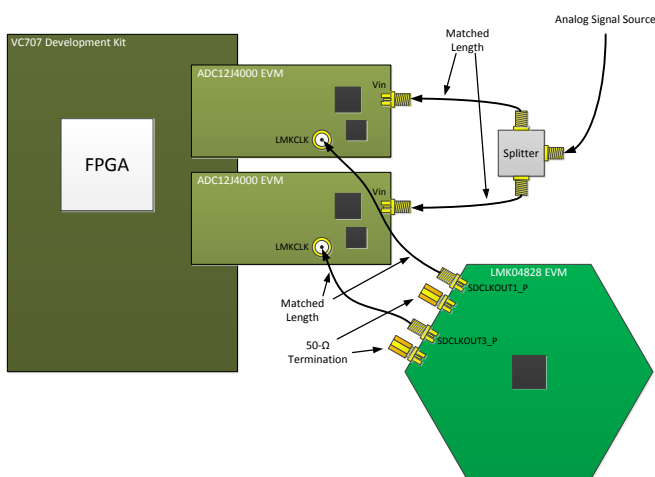 Analog Signal Source
Matched
Length
VC707 Development Kit
ADC12J4000 EVM
Vin
LMKCLK
FPGA
Splitter
ADC12J4000 EVM
Vin
LMKCLK
LMK04828 EVM
SDCLKOUT1_P
Matched
Length
SDCLKOUT3_P
50-Ω
Termination